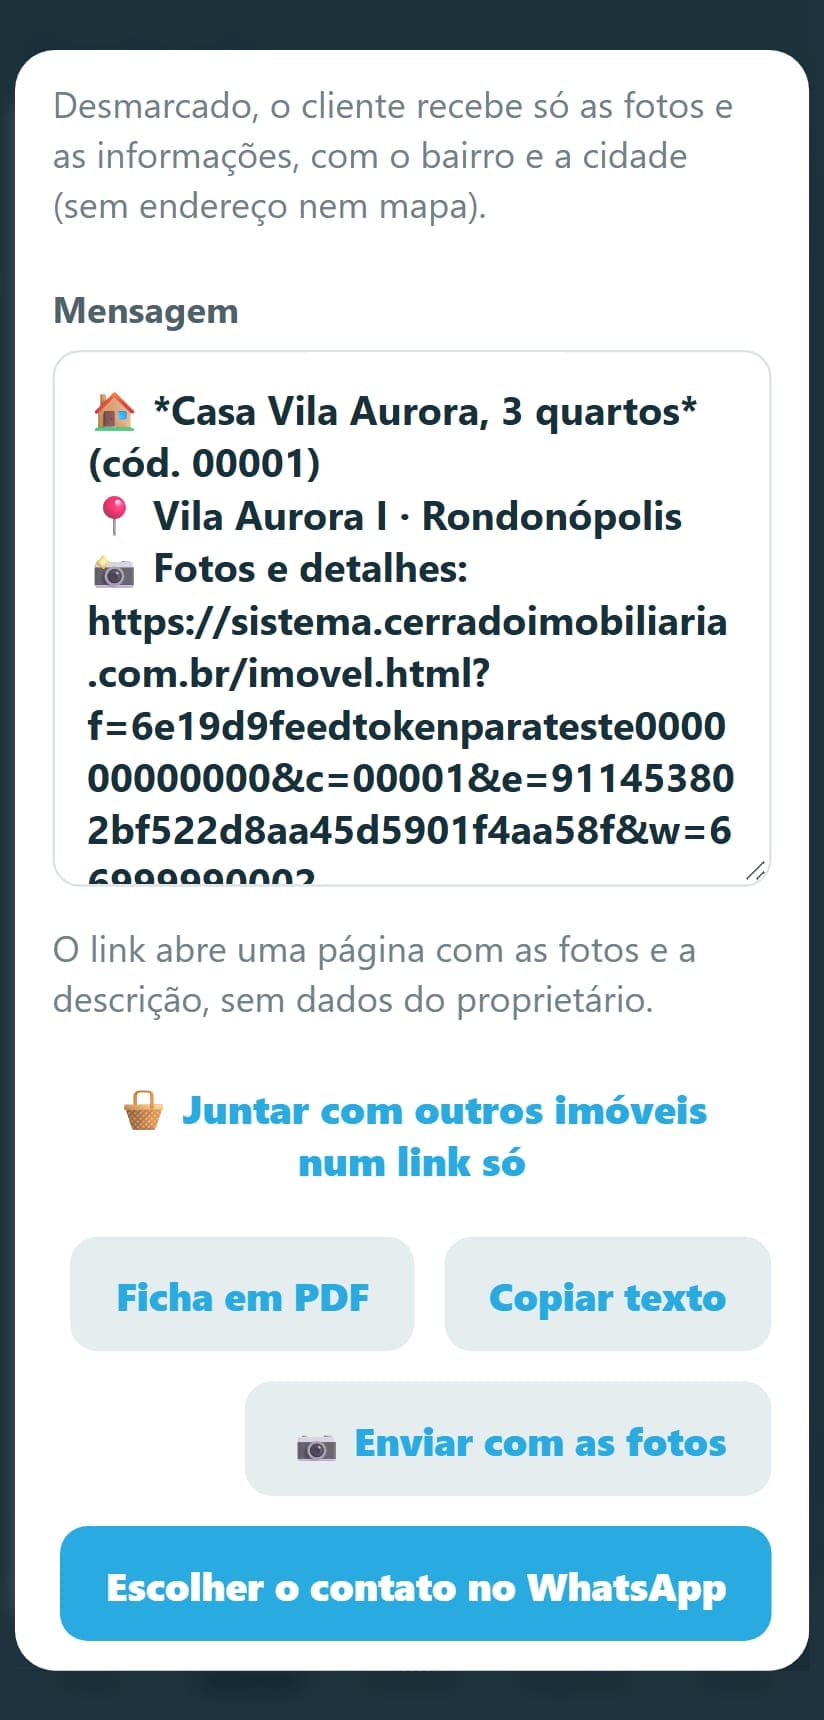 Desmarcado, o cliente recebe só as fotos e
as informações, com o bairro e a cidade
(sem endereço nem mapa).
Mensagem
🏠 *Casa Vila Aurora, 3 quartos*
(cód. 00001)
📍 Vila Aurora I · Rondonópolis
📸 Fotos e detalhes:
https://sistema.cerradoimobiliaria
.com.br/imovel.html?
f=6e19d9feedtokenparateste0000
00000000&c=00001&e=91145380
2bf522d8aa45d5901f4aa58f&w=6
6999990002
O link abre uma página com as fotos e a
descrição, sem dados do proprietário.
🧺 Juntar com outros imóveis
num link só
Ficha em PDF
Copiar texto
📷 Enviar com as fotos
Escolher o contato no WhatsApp